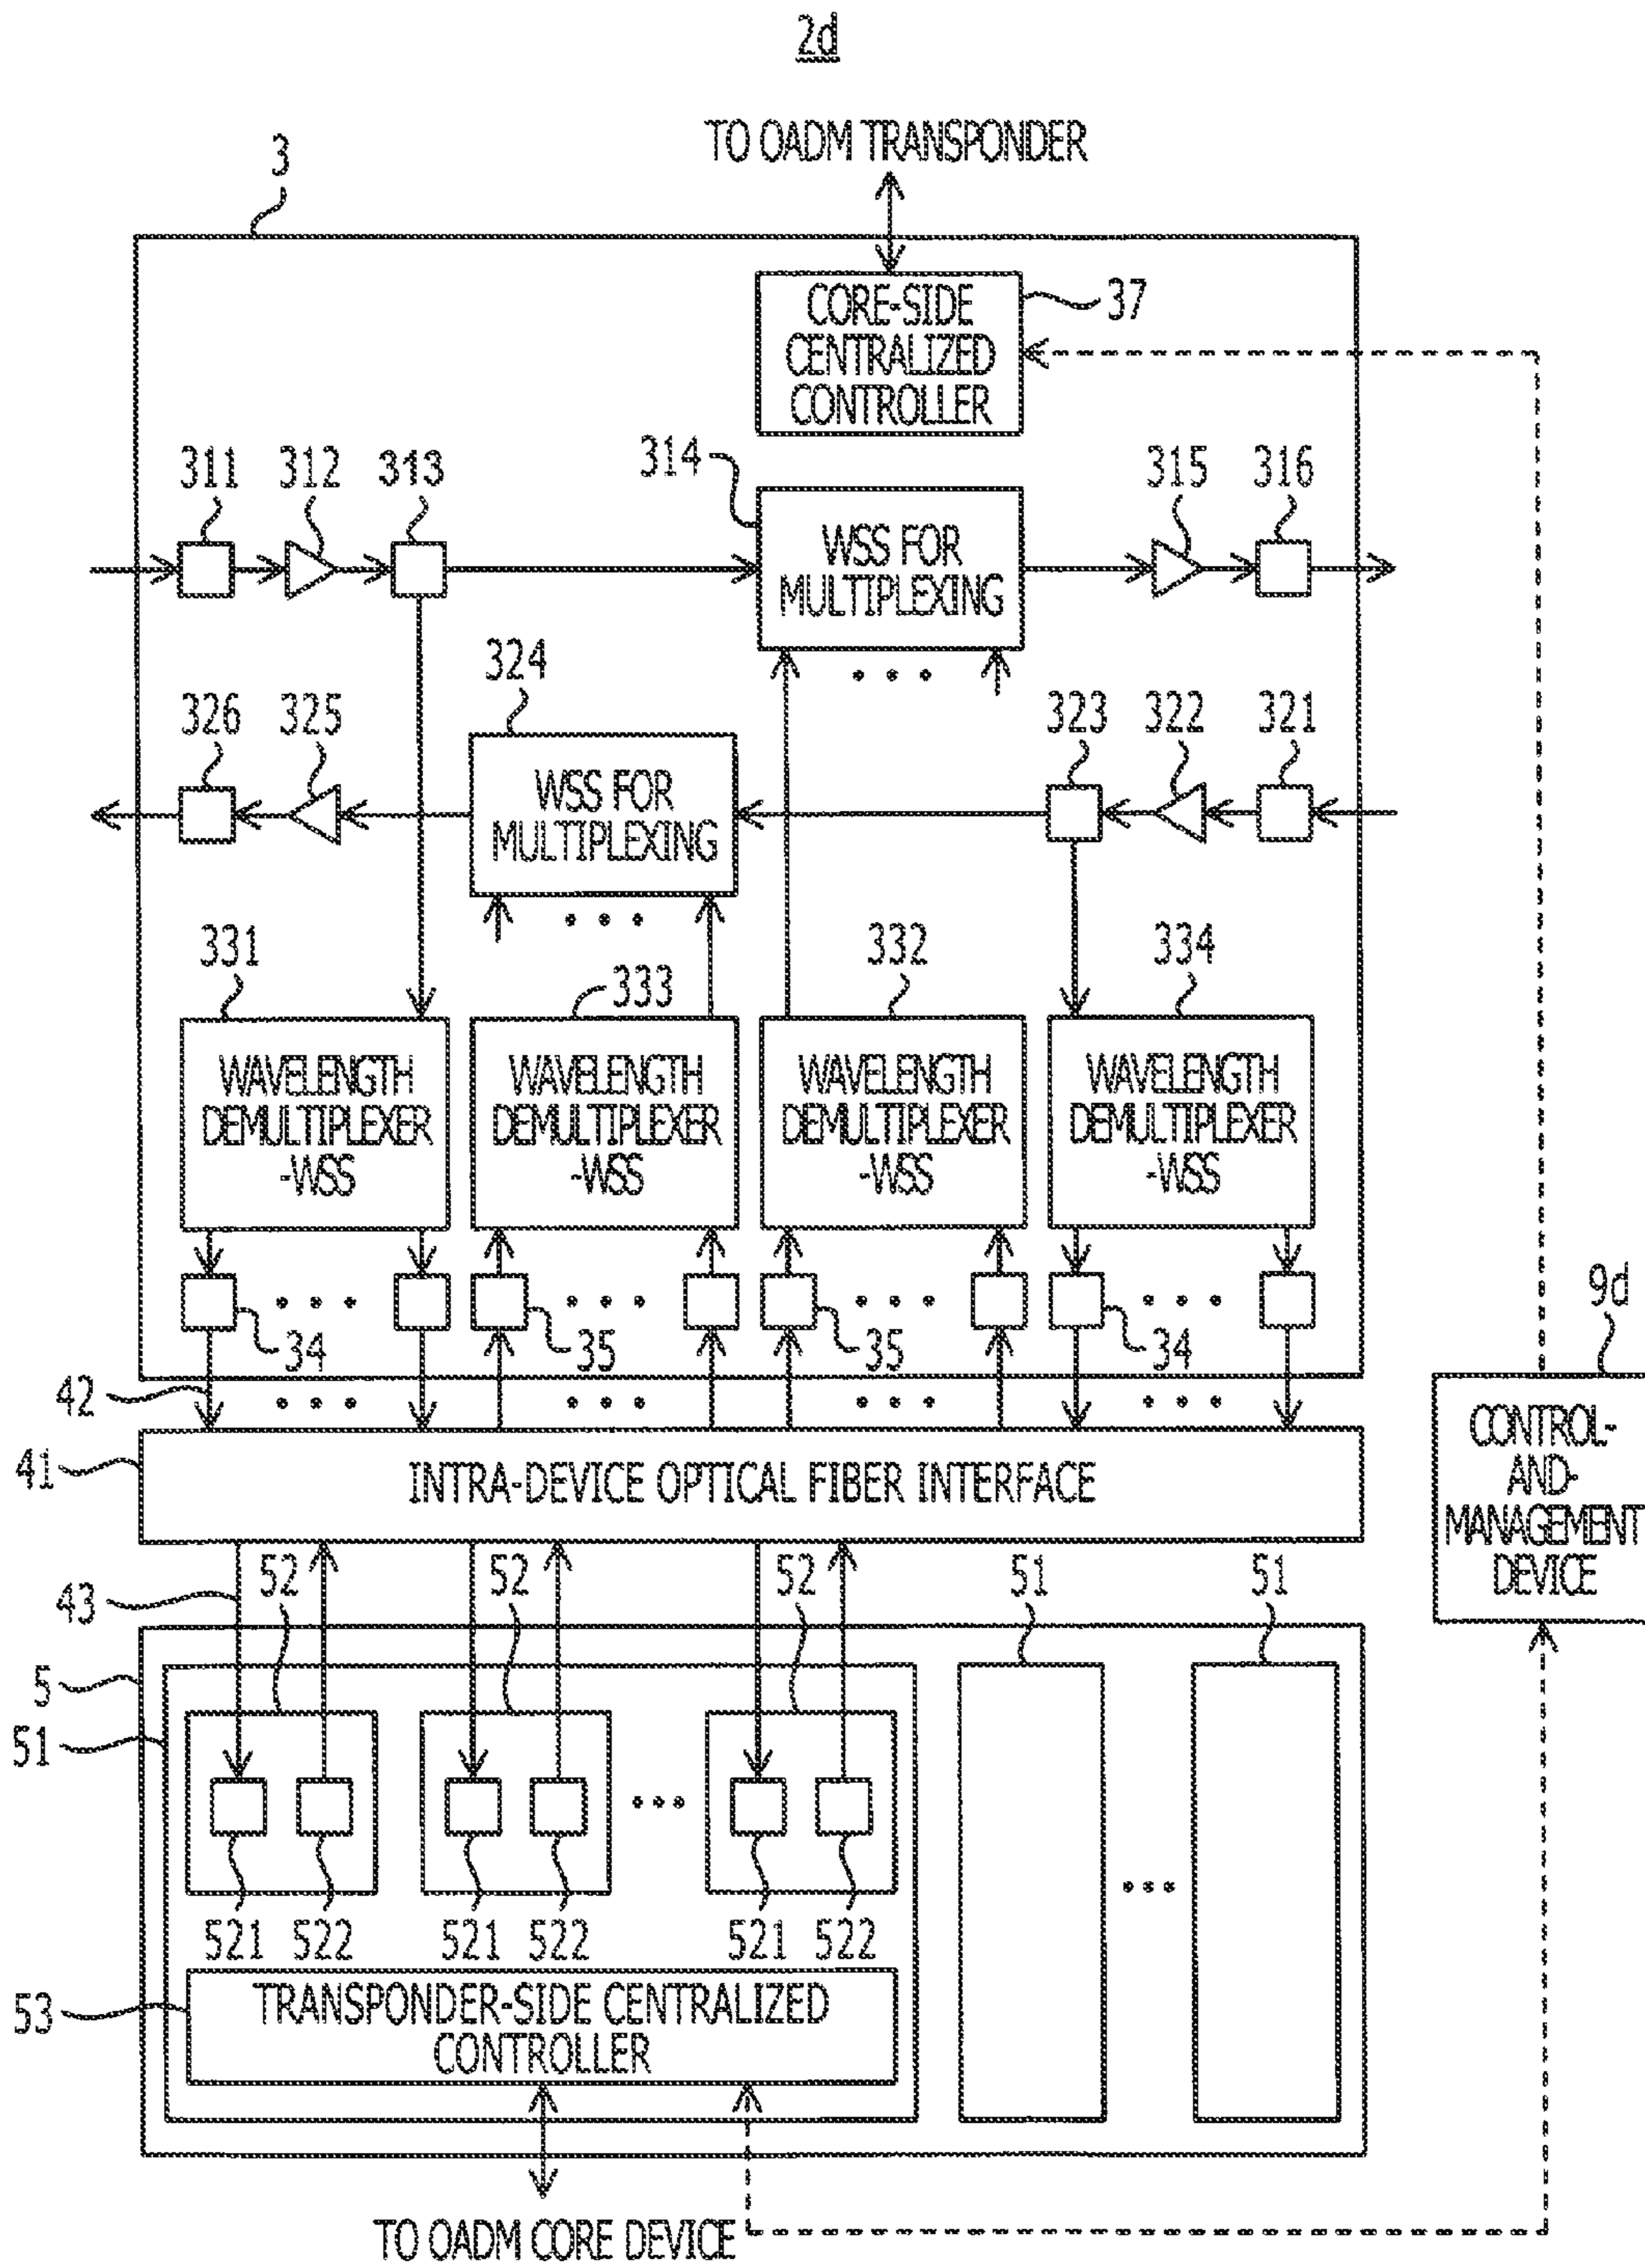 2d
TO OADM TRANSPONDER
3
CORE-SIDE
CENTRALIZED
CONTROLLER
37
311
312
313
314
315
316
WSS FOR
MULTIPLEXING
324
326
325
323
322
321
WSS FOR
MULTIPLEXING
331
333
332
334
WAVELENGTH
DEMULTIPLEXER
-WSS
WAVELENGTH
DEMULTIPLEXER
-WSS
WAVELENGTH
DEMULTIPLEXER
-WSS
WAVELENGTH
DEMULTIPLEXER
-WSS
34
35
35
34
9d
42
CONTROL-
AND-
MANAGEMENT
DEVICE
41
INTRA-DEVICE OPTICAL FIBER INTERFACE
43
52
52
52
51
51
5
51
521
522
521
522
521
522
53
TRANSPONDER-SIDE CENTRALIZED
CONTROLLER
TO OADM CORE DEVICE